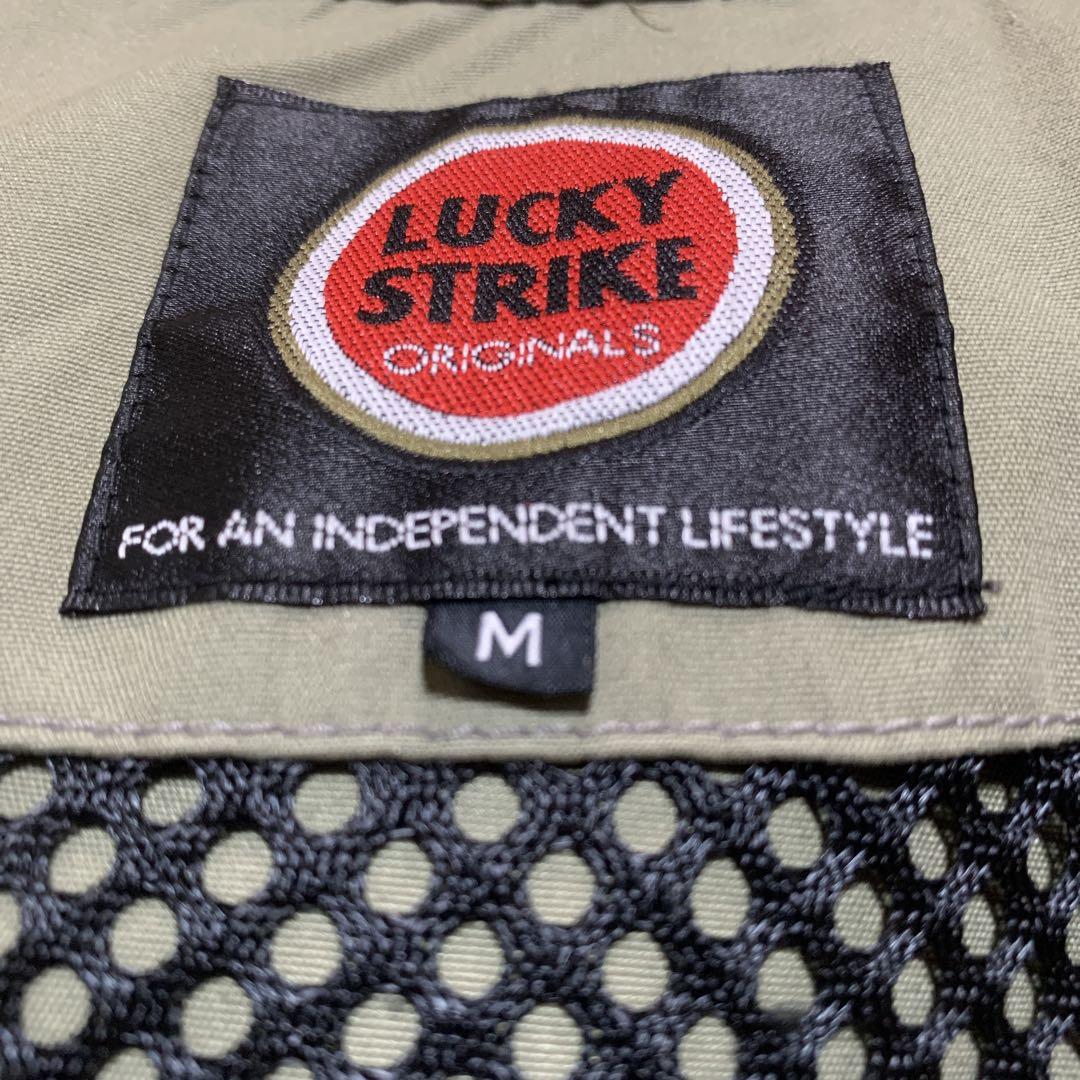 LUCKY
STRIKE
ORIGINALS
FOR AN INDEPENDENT LIFESTYLE
M